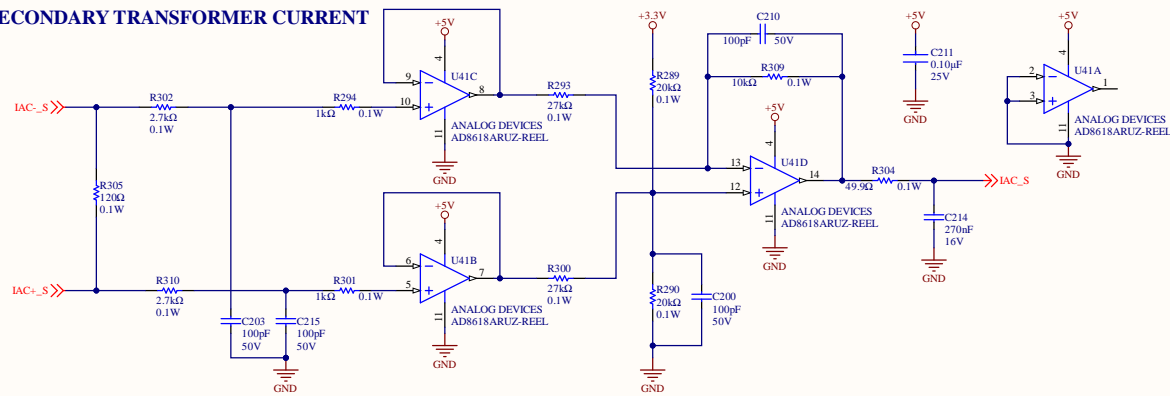 ECONDARY TRANSFORMER CURRENT
+5V
4
9
U41C
8
10
11
ANALOG DEVICES
AD8618ARUZ-REEL
GND
IAC-_S
R302
2.7kΩ
0.1W
R294
1kΩ
0.1W
R293
27kΩ
0.1W
R305
120Ω
0.1W
+3.3V
R289
20kΩ
0.1W
C210
100pF
50V
R309
10kΩ
0.1W
+5V
4
13
U41D
14
12
11
ANALOG DEVICES
AD8618ARUZ-REEL
GND
R304
49.9Ω
0.1W
IAC_S
C214
270nF
16V
GND
+5V
C211
0.10µF
25V
GND
+5V
4
2
U41A
1
3
11
ANALOG DEVICES
AD8618ARUZ-REEL
GND
+5V
4
6
U41B
7
5
11
ANALOG DEVICES
AD8618ARUZ-REEL
GND
IAC+_S
R310
2.7kΩ
0.1W
R301
1kΩ
0.1W
R300
27kΩ
0.1W
C203
100pF
50V
C215
100pF
50V
GND
R290
20kΩ
0.1W
C200
100pF
50V
GND